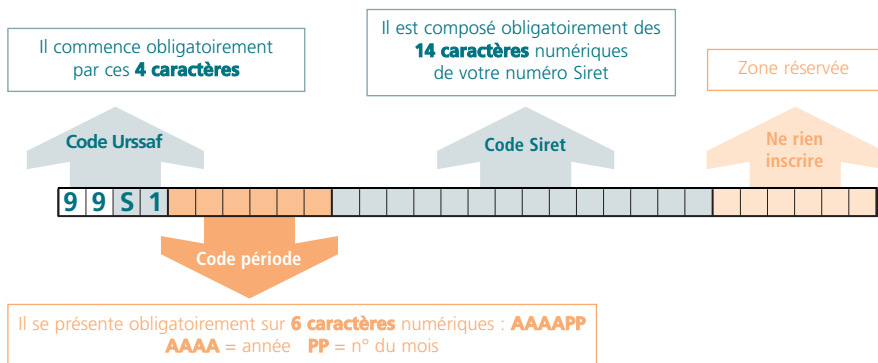 Il commence obligatoirement
par ces 4 caractères
Il est composé obligatoirement des
14 caractères numériques
de votre numéro Siret
Zone réservée
Code Urssaf
Code Siret
Ne rien
inscrire
9 9 S 1
Code période
Il se présente obligatoirement sur 6 caractères numériques : AAAAPP
AAAA = année PP = n° du mois